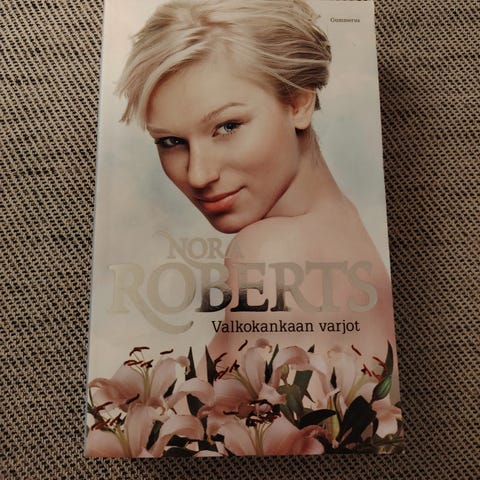 Gummerus
NORA
ROBERTS
Valkokankaan varjot